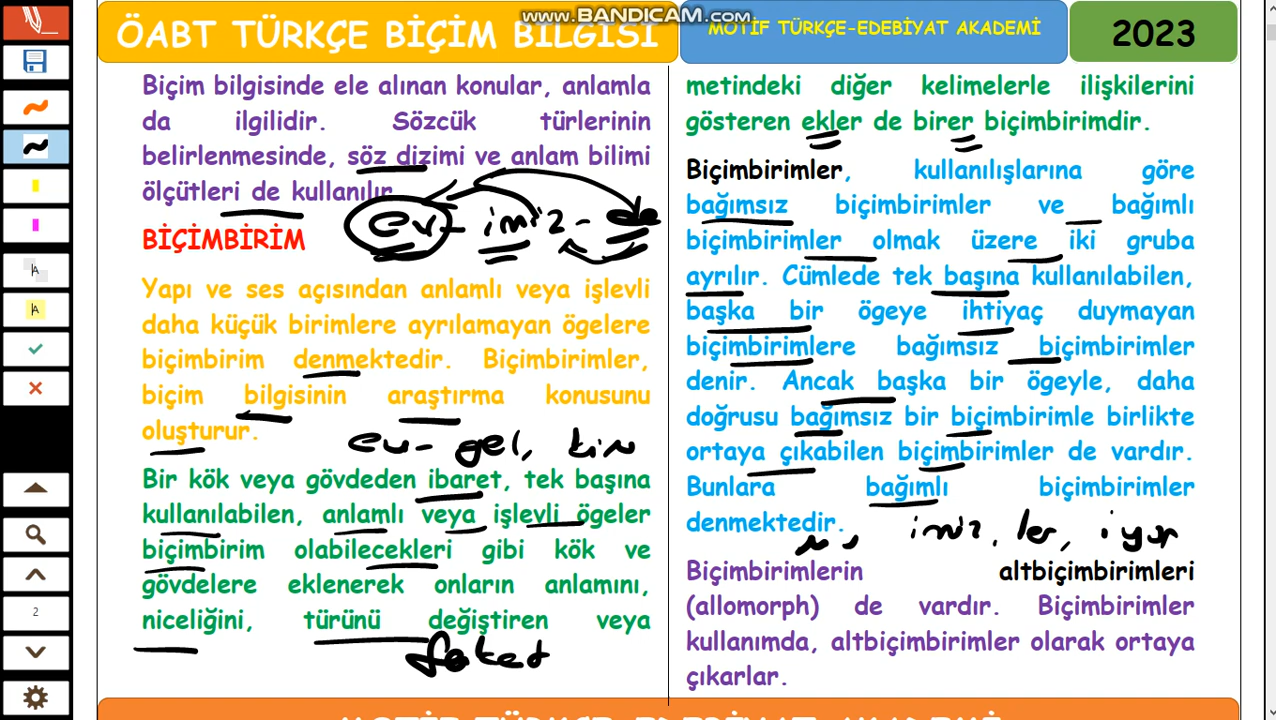 www.BANDICAM.com
ÖABT TÜRKÇE BİÇİM BİLGİSİ
MOTİF TÜRKÇE-EDEBİYAT AKADEMİ
2023
Biçim bilgisinde ele alınan konular, anlamla
da ilgilidir. Sözcük türlerinin
belirlenmesinde, söz dizimi ve anlam bilimi
ölçütleri de kullanılır.
ev - imiz - de
BİÇİMBİRİM
Yapı ve ses açısından anlamlı veya işlevli
daha küçük birimlere ayrılamayan ögelere
biçimbirim denmektedir. Biçimbirimler,
biçim bilgisinin araştırma konusunu
oluşturur.
ev- gel,
Bir kök veya gövdeden ibaret, tek başına
kullanılabilen, anlamlı veya işlevli ögeler
biçimbirim olabilecekleri gibi kök ve
gövdelere eklenerek onların anlamını,
niceliğini, türünü değiştiren veya
metindeki diğer kelimelerle ilişkilerini
gösteren ekler de birer biçimbirimdir.
Biçimbirimler, kullanılışlarına göre
bağımsız biçimbirimler ve bağımlı
biçimbirimler olmak üzere iki gruba
ayrılır. Cümlede tek başına kullanılabilen,
başka bir ögeye ihtiyaç duymayan
biçimbirimlere bağımsız biçimbirimler
denir. Ancak başka bir ögeyle, daha
doğrusu bağımsız bir biçimbirimle birlikte
ortaya çıkabilen biçimbirimler de vardır.
Bunlara bağımlı biçimbirimler
denmektedir.
imiz, ler, iyor
Biçimbirimlerin altbiçimbirimleri
(allomorph) de vardır. Biçimbirimler
kullanımda, altbiçimbirimler olarak ortaya
çıkarlar.
2
MOTİF TÜRKÇE-EDEBİYAT AKADEMİ